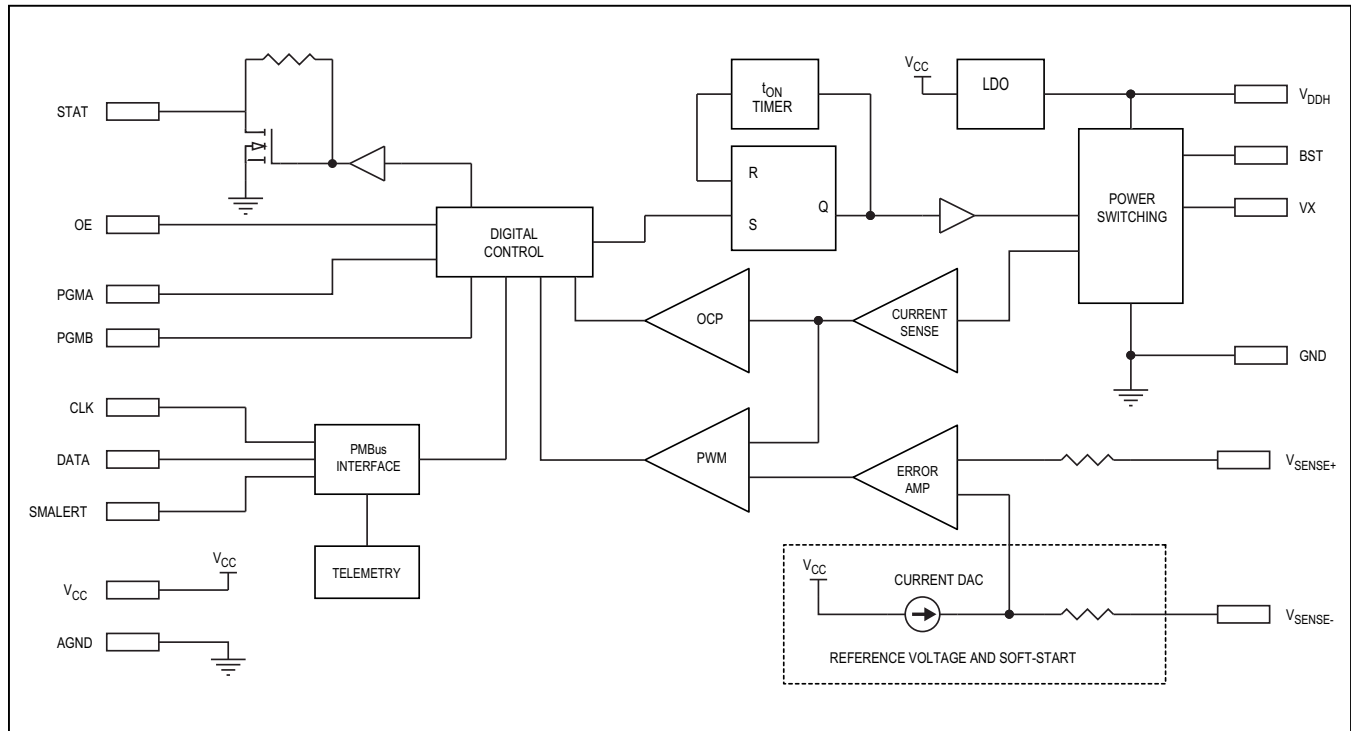 STAT
OE
PGMA
PGMB
CLK
DATA
SMALERT
VCC
VCC
AGND
DIGITAL
CONTROL
PMBus
INTERFACE
TELEMETRY
tON
TIMER
R
S
Q
VCC
LDO
POWER
SWITCHING
VDDH
BST
VX
GND
OCP
CURRENT
SENSE
PWM
ERROR
AMP
VSENSE+
VCC
CURRENT DAC
REFERENCE VOLTAGE AND SOFT-START
VSENSE-